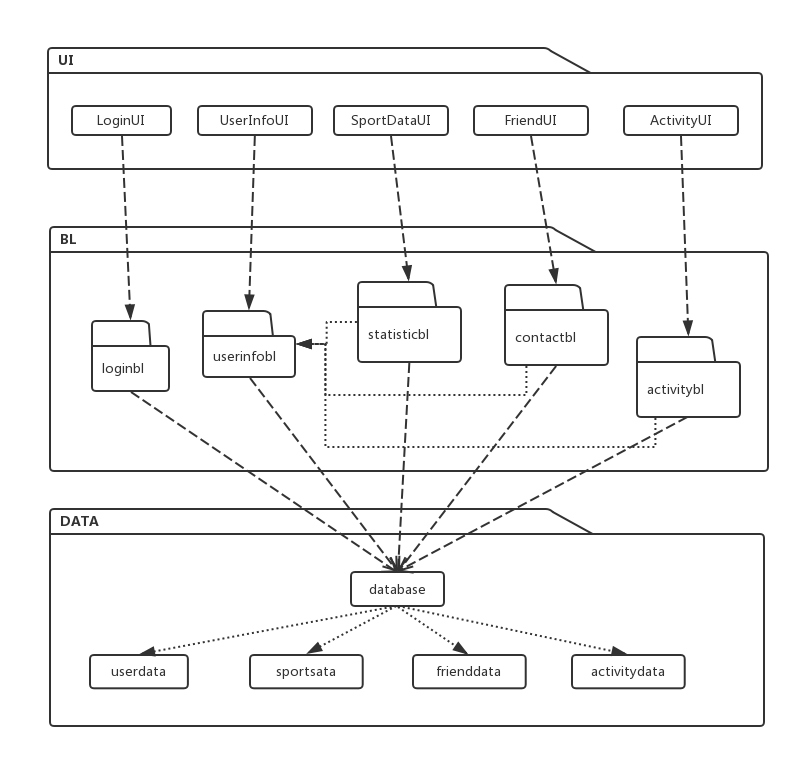 UI
LoginUI
UserInfoUI
SportDataUI
FriendUI
ActivityUI
BL
loginbl
userinfobl
statisticbl
contactbl
activitybl
DATA
database
userdata
sportsata
frienddata
activitydata